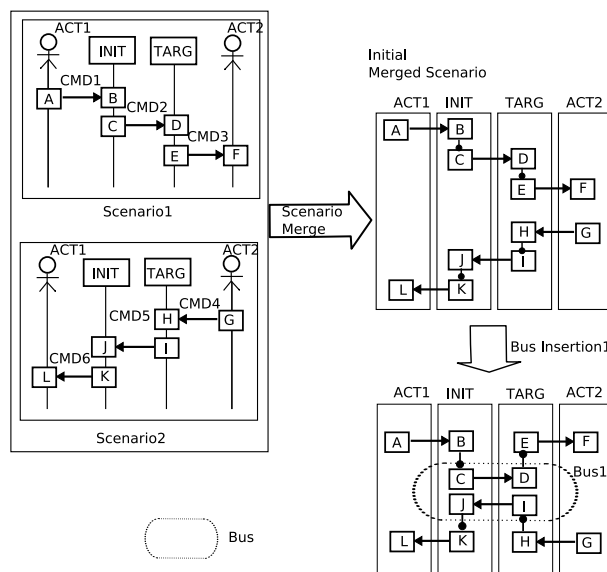 ACT1
ACT2
INIT
TARG
CMD1
A
B
CMD2
C
D
CMD3
E
F
Scenario1
ACT1
ACT2
INIT
TARG
CMD4
H
G
CMD5
J
I
CMD6
L
K
Scenario2
Bus
Scenario
Merge
Initial
Merged Scenario
ACT1 INIT TARG ACT2
A B
C D
E F
H G
J I
L K
Bus Insertion1
ACT1 INIT TARG ACT2
A B E F
C D
Bus1
J I
L K H G